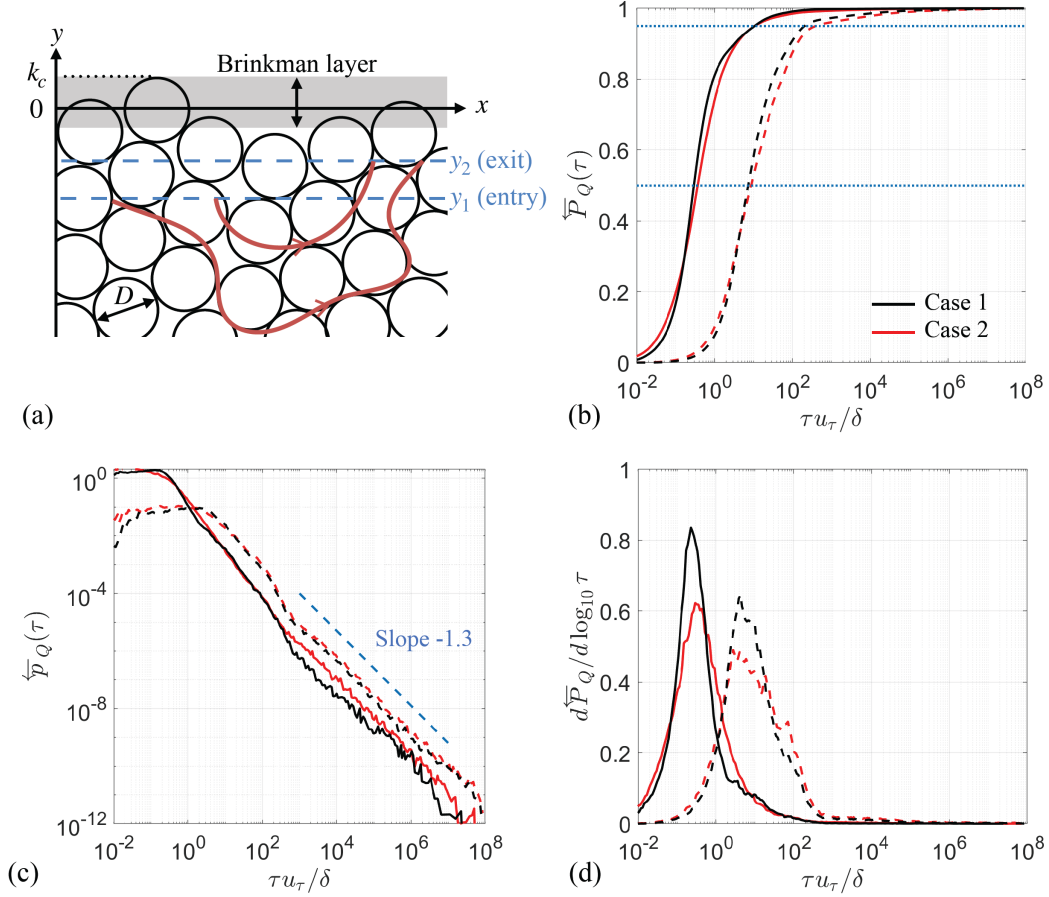 y
k_c
Brinkman layer
0
x
y_2 (exit)
y_1 (entry)
D
(a)
1
0.8
0.6
0.4
0.2
0
P_Q(τ)
Case 1
Case 2
10^-2 10^0 10^2 10^4 10^6 10^8
τu_τ/δ
(b)
10^0
10^-4
10^-8
10^-12
p_Q(τ)
Slope -1.3
10^-2 10^0 10^2 10^4 10^6 10^8
τu_τ/δ
(c)
1
0.8
0.6
0.4
0.2
0
dP_Q/d log_10 τ
10^-2 10^0 10^2 10^4 10^6 10^8
τu_τ/δ
(d)